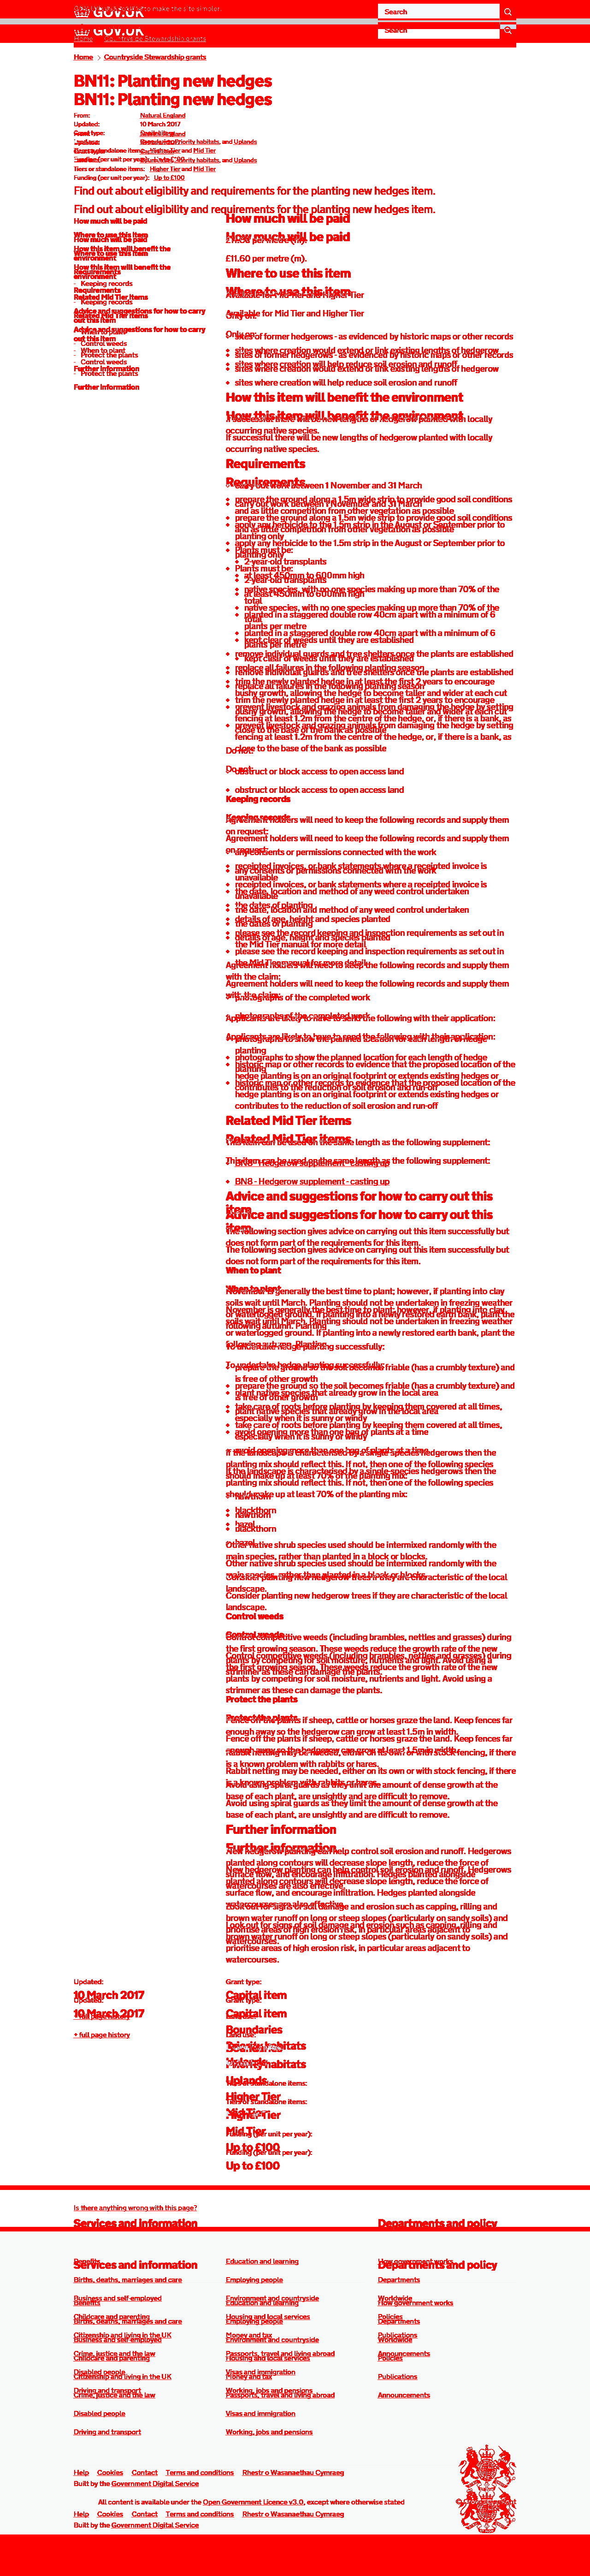 GOV.UK
Search
Home
Countryside Stewardship grants
BN11: Planting new hedges
From:
Natural England
Updated:
10 March 2017
Grant type:
Capital item
Land use:
Boundaries, Priority habitats, and Uplands
Tiers or standalone items:
Higher Tier and Mid Tier
Funding (per unit per year):
Up to £100
Find out about eligibility and requirements for the planting new hedges item.
How much will be paid
Where to use this item
How this item will benefit the
environment
Requirements
Keeping records
Related Mid Tier items
Advice and suggestions for how to carry
out this item
When to plant
Control weeds
Protect the plants
Further information
How much will be paid
£11.60 per metre (m).
Where to use this item
Available for Mid Tier and Higher Tier
Only on:
sites of former hedgerows - as evidenced by historic maps or other records
sites where creation would extend or link existing lengths of hedgerow
sites where creation will help reduce soil erosion and runoff
How this item will benefit the environment
If successful there will be new lengths of hedgerow planted with locally
occurring native species.
Requirements
carry out work between 1 November and 31 March
prepare the ground along a 1.5m wide strip to provide good soil conditions
and as little competition from other vegetation as possible
apply any herbicide to the 1.5m strip in the August or September prior to
planting only
Plants must be:
2-year-old transplants
at least 450mm to 600mm high
native species, with no one species making up more than 70% of the
total
planted in a staggered double row 40cm apart with a minimum of 6
plants per metre
kept clear of weeds until they are established
remove individual guards and tree shelters once the plants are established
replace all failures in the following planting season
trim the newly planted hedge in at least the first 2 years to encourage
bushy growth, allowing the hedge to become taller and wider at each cut
prevent livestock and grazing animals from damaging the hedge by setting
fencing at least 1.2m from the centre of the hedge, or, if there is a bank, as
close to the base of the bank as possible
Do not:
obstruct or block access to open access land
Keeping records
Agreement holders will need to keep the following records and supply them
on request:
any consents or permissions connected with the work
receipted invoices, or bank statements where a receipted invoice is
unavailable
the date, location and method of any weed control undertaken
the dates of planting
details of age, height and species planted
please see the record keeping and inspection requirements as set out in
the Mid Tier manual for more detail
Agreement holders will need to keep the following records and supply them
with the claim:
photographs of the completed work
Applicants are likely to have to send the following with their application:
photographs to show the planned location for each length of hedge
planting
historic map or other records to evidence that the proposed location of the
hedge planting is on an original footprint or extends existing hedges or
contributes to the reduction of soil erosion and run-off
Related Mid Tier items
This item can be used on the same length as the following supplement:
BN8 - Hedgerow supplement - casting up
Advice and suggestions for how to carry out this
item
The following section gives advice on carrying out this item successfully but
does not form part of the requirements for this item.
When to plant
November is generally the best time to plant; however, if planting into clay
soils wait until March. Planting should not be undertaken in freezing weather
or waterlogged ground. If planting into a newly restored earth bank, plant the
following autumn. Planting
To undertake hedge planting successfully:
prepare the ground so the soil becomes friable (has a crumbly texture) and
is free of other growth
plant native species that already grow in the local area
take care of roots before planting by keeping them covered at all times,
especially when it is sunny or windy
avoid opening more than one bag of plants at a time
If the landscape is characterised by a single-species hedgerows then the
planting mix should reflect this. If not, then one of the following species
should make up at least 70% of the planting mix:
hawthorn
blackthorn
hazel
Other native shrub species used should be intermixed randomly with the
main species, rather than planted in a block or blocks.
Consider planting new hedgerow trees if they are characteristic of the local
landscape.
Control weeds
Control competitive weeds (including brambles, nettles and grasses) during
the first growing season. These weeds reduce the growth rate of the new
plants by competing for soil moisture, nutrients and light. Avoid using a
strimmer as these can damage the plants.
Protect the plants
Fence off the plants if sheep, cattle or horses graze the land. Keep fences far
enough away so the hedgerow can grow at least 1.5m in width.
Rabbit netting may be needed, either on its own or with stock fencing, if there
is a known problem with rabbits or hares.
Avoid using spiral guards as they limit the amount of dense growth at the
base of each plant, are unsightly and are difficult to remove.
Further information
New hedgerow planting can help control soil erosion and runoff. Hedgerows
planted along contours will decrease slope length, reduce the force of
surface flow, and encourage infiltration. Hedges planted alongside
watercourses are also effective.
Look out for signs of soil damage and erosion such as capping, rilling and
brown water runoff on long or steep slopes (particularly on sandy soils) and
prioritise areas of high erosion risk, in particular areas adjacent to
watercourses.
Updated:
10 March 2017
+ full page history
Grant type:
Capital item
Land use:
Boundaries
Priority habitats
Uplands
Tiers or standalone items:
Higher Tier
Mid Tier
Funding (per unit per year):
Up to £100
Is there anything wrong with this page?
Services and information
Benefits
Births, deaths, marriages and care
Business and self-employed
Childcare and parenting
Citizenship and living in the UK
Crime, justice and the law
Disabled people
Driving and transport
Education and learning
Employing people
Environment and countryside
Housing and local services
Money and tax
Passports, travel and living abroad
Visas and immigration
Working, jobs and pensions
Departments and policy
How government works
Departments
Worldwide
Policies
Publications
Announcements
Help Cookies Contact Terms and conditions Rhestr o Wasanaethau Cymraeg
Built by the Government Digital Service
All content is available under the Open Government Licence v3.0, except where otherwise stated